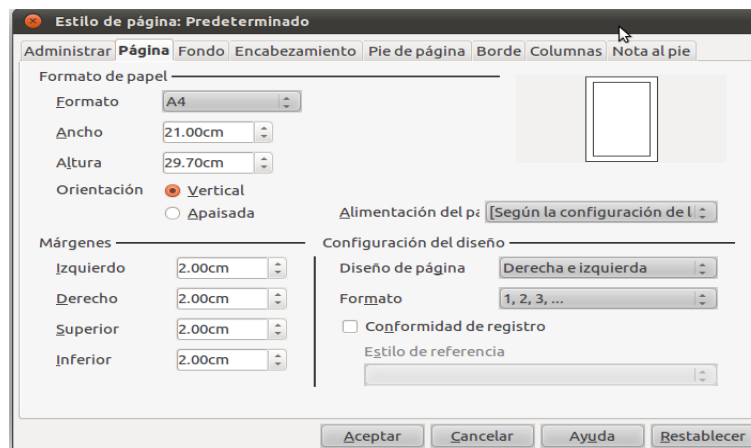 Estilo de página: Predeterminado
Administrar Página Fondo Encabezamiento Pie de página Borde Columnas Nota al pie
Formato de papel
Formato A4
Ancho 21.00cm
Altura 29.70cm
Orientación Vertical
Apaisada
Alimentación del pa [Según la configuración de l
Márgenes
Izquierdo 2.00cm
Derecho 2.00cm
Superior 2.00cm
Inferior 2.00cm
Configuración del diseño
Diseño de página Derecha e izquierda
Formato 1, 2, 3, ...
Conformidad de registro
Estilo de referencia
Aceptar Cancelar Ayuda Restablecer